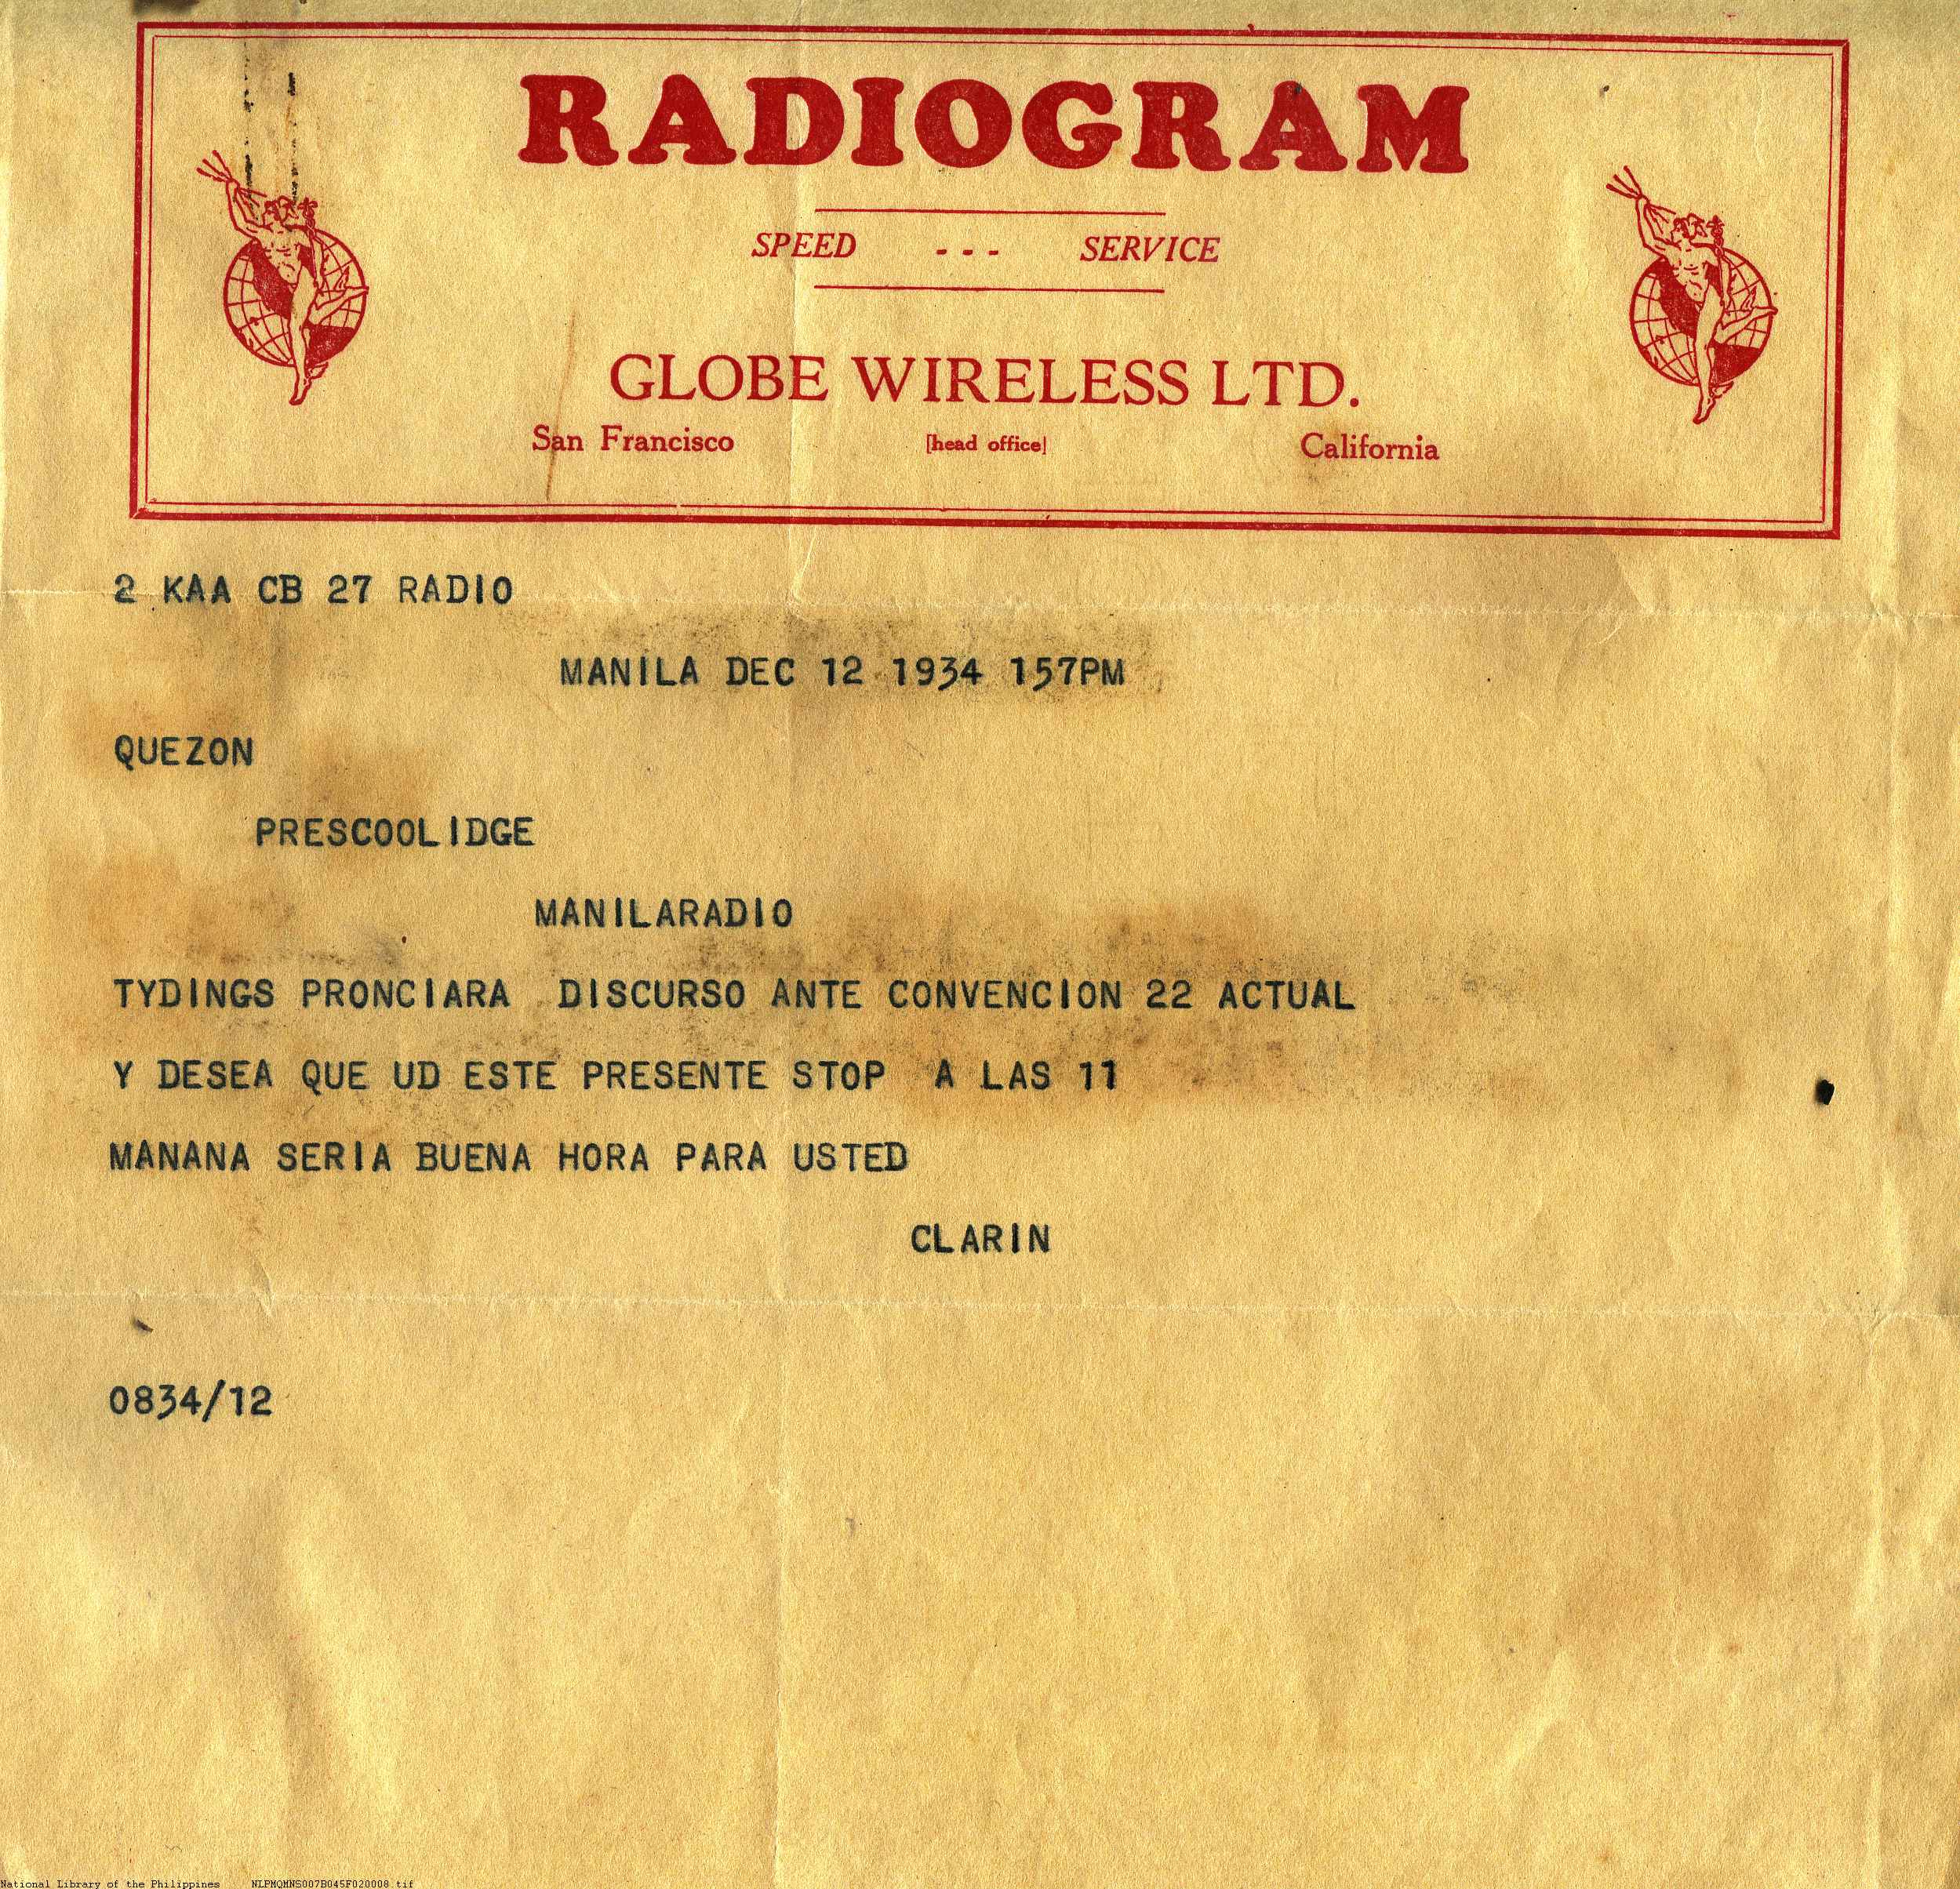 RADIOGRAM
SPEED --- SERVICE
GLOBE WIRELESS LTD.
San Francisco [head office] California
2 KAA CB 27 RADIO
MANILA DEC 12 1934 157PM
QUEZON
PRESCOOLIDGE
MANILARADIO
TYDINGS PRONCIARA DISCURSO ANTE CONVENCION 22 ACTUAL
Y DESEA QUE UD ESTE PRESENTE STOP A LAS 11
MANANA SERIA BUENA HORA PARA USTED
CLARIN
0834/12
National Library of the Philippines NLPMQMNS007B045F020008.tif